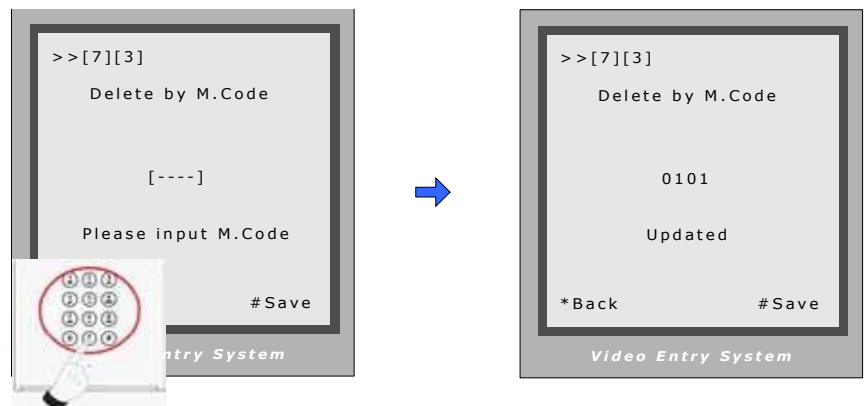 >>[7][3]
Delete by M.Code
[----]
Please input M.Code
#Save
ntry System
>>[7][3]
Delete by M.Code
0101
Updated
*Back #Save
Video Entry System